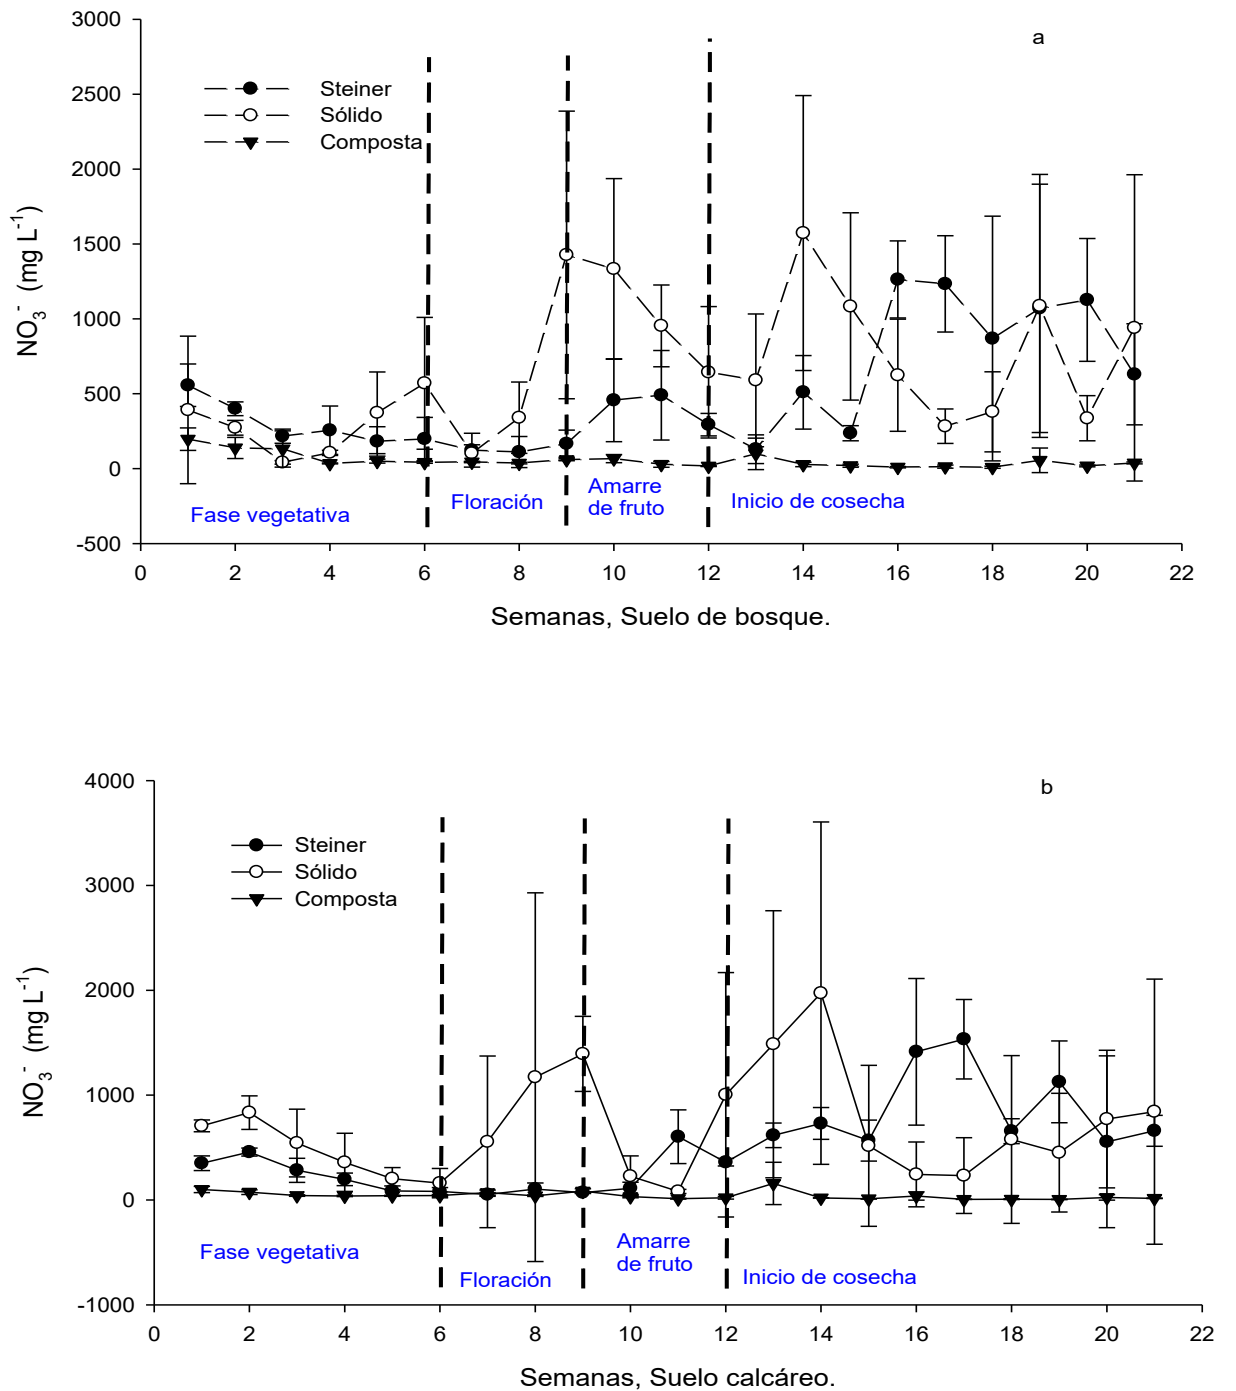 3000
a
2500
2000
1500
1000
500
0
-500
NO3- (mg L-1)
Steiner
Sólido
Composta
Fase vegetativa
Floración
Amarre
de fruto
Inicio de cosecha
0 2 4 6 8 10 12 14 16 18 20 22
Semanas, Suelo de bosque.
4000
b
3000
2000
1000
0
-1000
NO3- (mg L-1)
Steiner
Sólido
Composta
Fase vegetativa
Floración
Amarre
de fruto
Inicio de cosecha
0 2 4 6 8 10 12 14 16 18 20 22
Semanas, Suelo calcáreo.